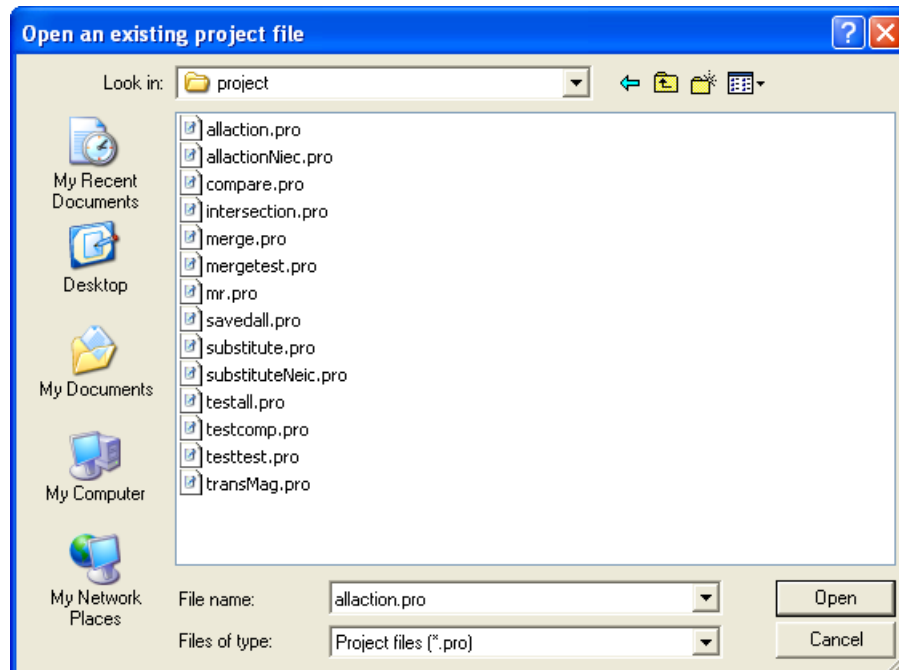 Open an existing project file
Look in: project
allaction.pro
allactionNiec.pro
compare.pro
intersection.pro
merge.pro
mergetest.pro
mr.pro
savedall.pro
substitute.pro
substituteNeic.pro
testall.pro
testcomp.pro
testtest.pro
transMag.pro
My Recent
Documents
Desktop
My Documents
My Computer
My Network
Places
File name: allaction.pro Open
Files of type: Project files (*.pro) Cancel